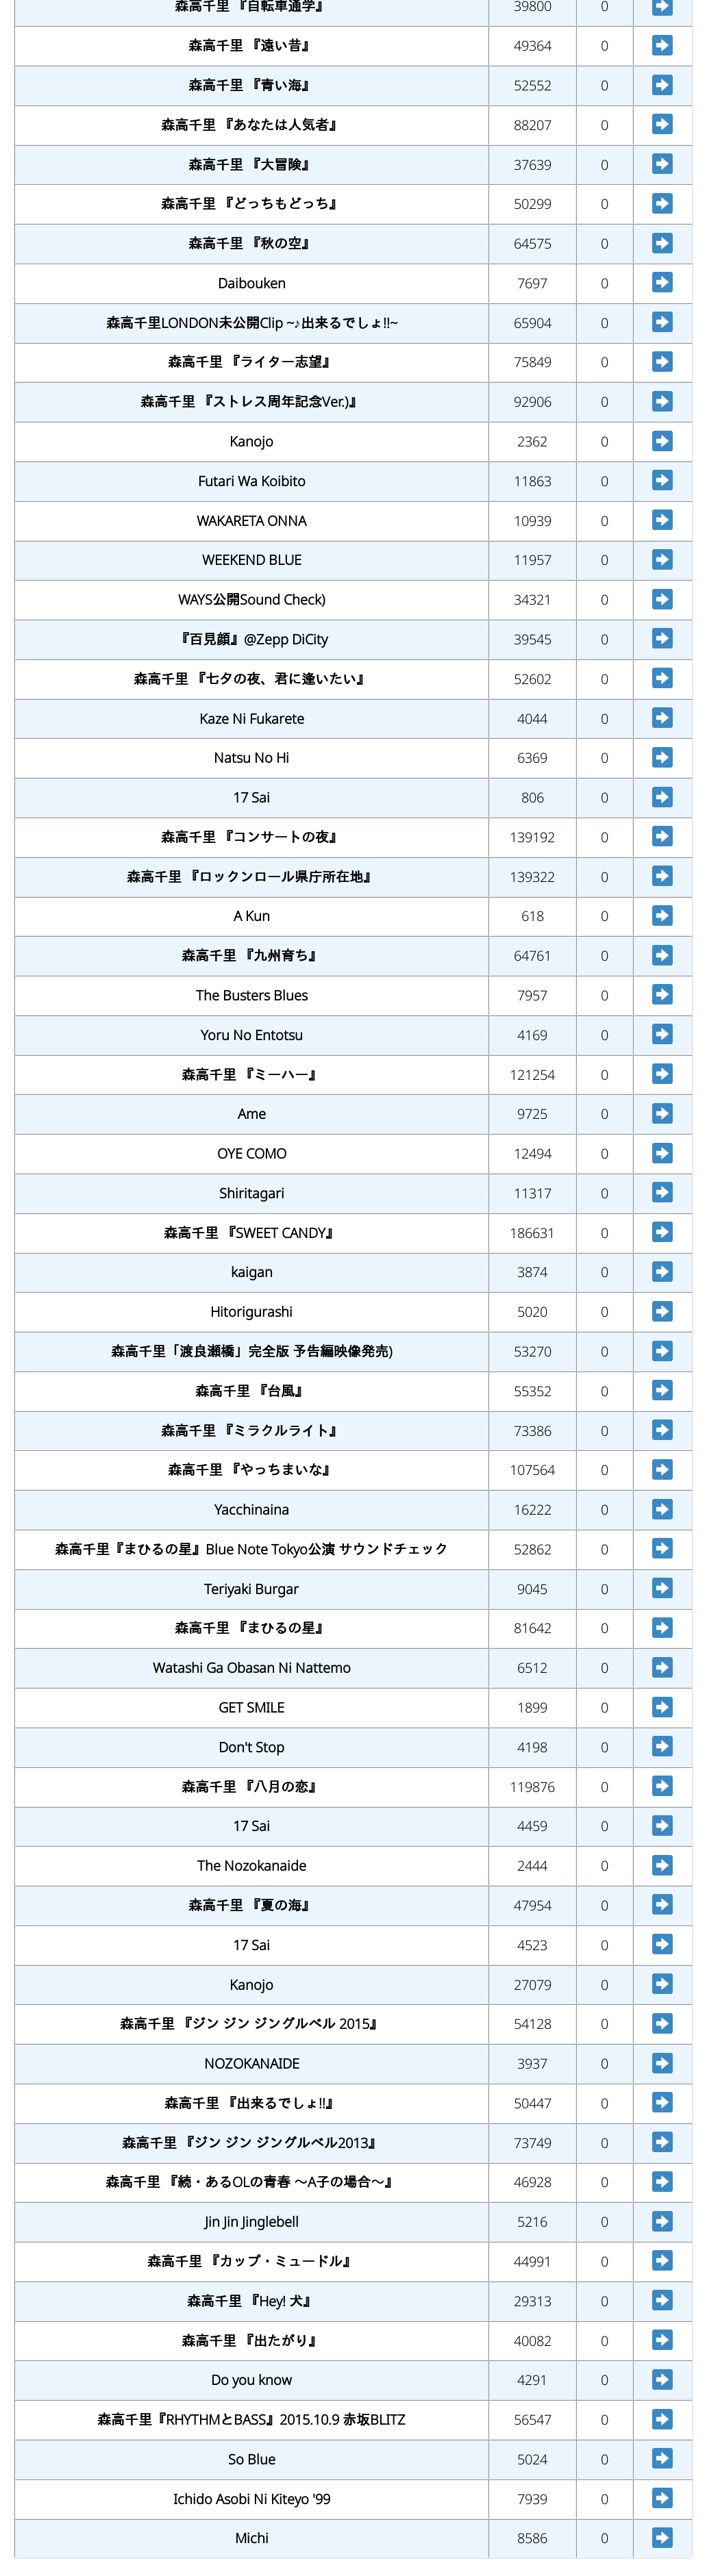 森高千里 『自転車通学』 39800 0
森高千里 『遠い昔』 49364 0
森高千里 『青い海』 52552 0
森高千里 『あなたは人気者』 88207 0
森高千里 『大冒険』 37639 0
森高千里 『どっちもどっち』 50299 0
森高千里 『秋の空』 64575 0
Daibouken 7697 0
森高千里LONDON未公開Clip ~♪出来るでしょ!!~ 65904 0
森高千里 『ライター志望』 75849 0
森高千里 『ストレス周年記念Ver.)』 92906 0
Kanojo 2362 0
Futari Wa Koibito 11863 0
WAKARETA ONNA 10939 0
WEEKEND BLUE 11957 0
WAYS公開Sound Check) 34321 0
『百見顔』@Zepp DiCity 39545 0
森高千里 『七夕の夜、君に逢いたい』 52602 0
Kaze Ni Fukarete 4044 0
Natsu No Hi 6369 0
17 Sai 806 0
森高千里 『コンサートの夜』 139192 0
森高千里 『ロックンロール県庁所在地』 139322 0
A Kun 618 0
森高千里 『九州育ち』 64761 0
The Busters Blues 7957 0
Yoru No Entotsu 4169 0
森高千里 『ミーハー』 121254 0
Ame 9725 0
OYE COMO 12494 0
Shiritagari 11317 0
森高千里 『SWEET CANDY』 186631 0
kaigan 3874 0
Hitorigurashi 5020 0
森高千里「渡良瀬橋」完全版 予告編映像発売) 53270 0
森高千里 『台風』 55352 0
森高千里 『ミラクルライト』 73386 0
森高千里 『やっちまいな』 107564 0
Yacchinaina 16222 0
森高千里『まひるの星』Blue Note Tokyo公演 サウンドチェック 52862 0
Teriyaki Burgar 9045 0
森高千里 『まひるの星』 81642 0
Watashi Ga Obasan Ni Nattemo 6512 0
GET SMILE 1899 0
Don't Stop 4198 0
森高千里 『八月の恋』 119876 0
17 Sai 4459 0
The Nozokanaide 2444 0
森高千里 『夏の海』 47954 0
17 Sai 4523 0
Kanojo 27079 0
森高千里 『ジン ジン ジングルベル 2015』 54128 0
NOZOKANAIDE 3937 0
森高千里 『出来るでしょ!!』 50447 0
森高千里 『ジン ジン ジングルベル2013』 73749 0
森高千里 『続・あるOLの青春 〜A子の場合〜』 46928 0
Jin Jin Jinglebell 5216 0
森高千里 『カップ・ミュードル』 44991 0
森高千里 『Hey! 犬』 29313 0
森高千里 『出たがり』 40082 0
Do you know 4291 0
森高千里『RHYTHMとBASS』2015.10.9 赤坂BLITZ 56547 0
So Blue 5024 0
Ichido Asobi Ni Kiteyo '99 7939 0
Michi 8586 0